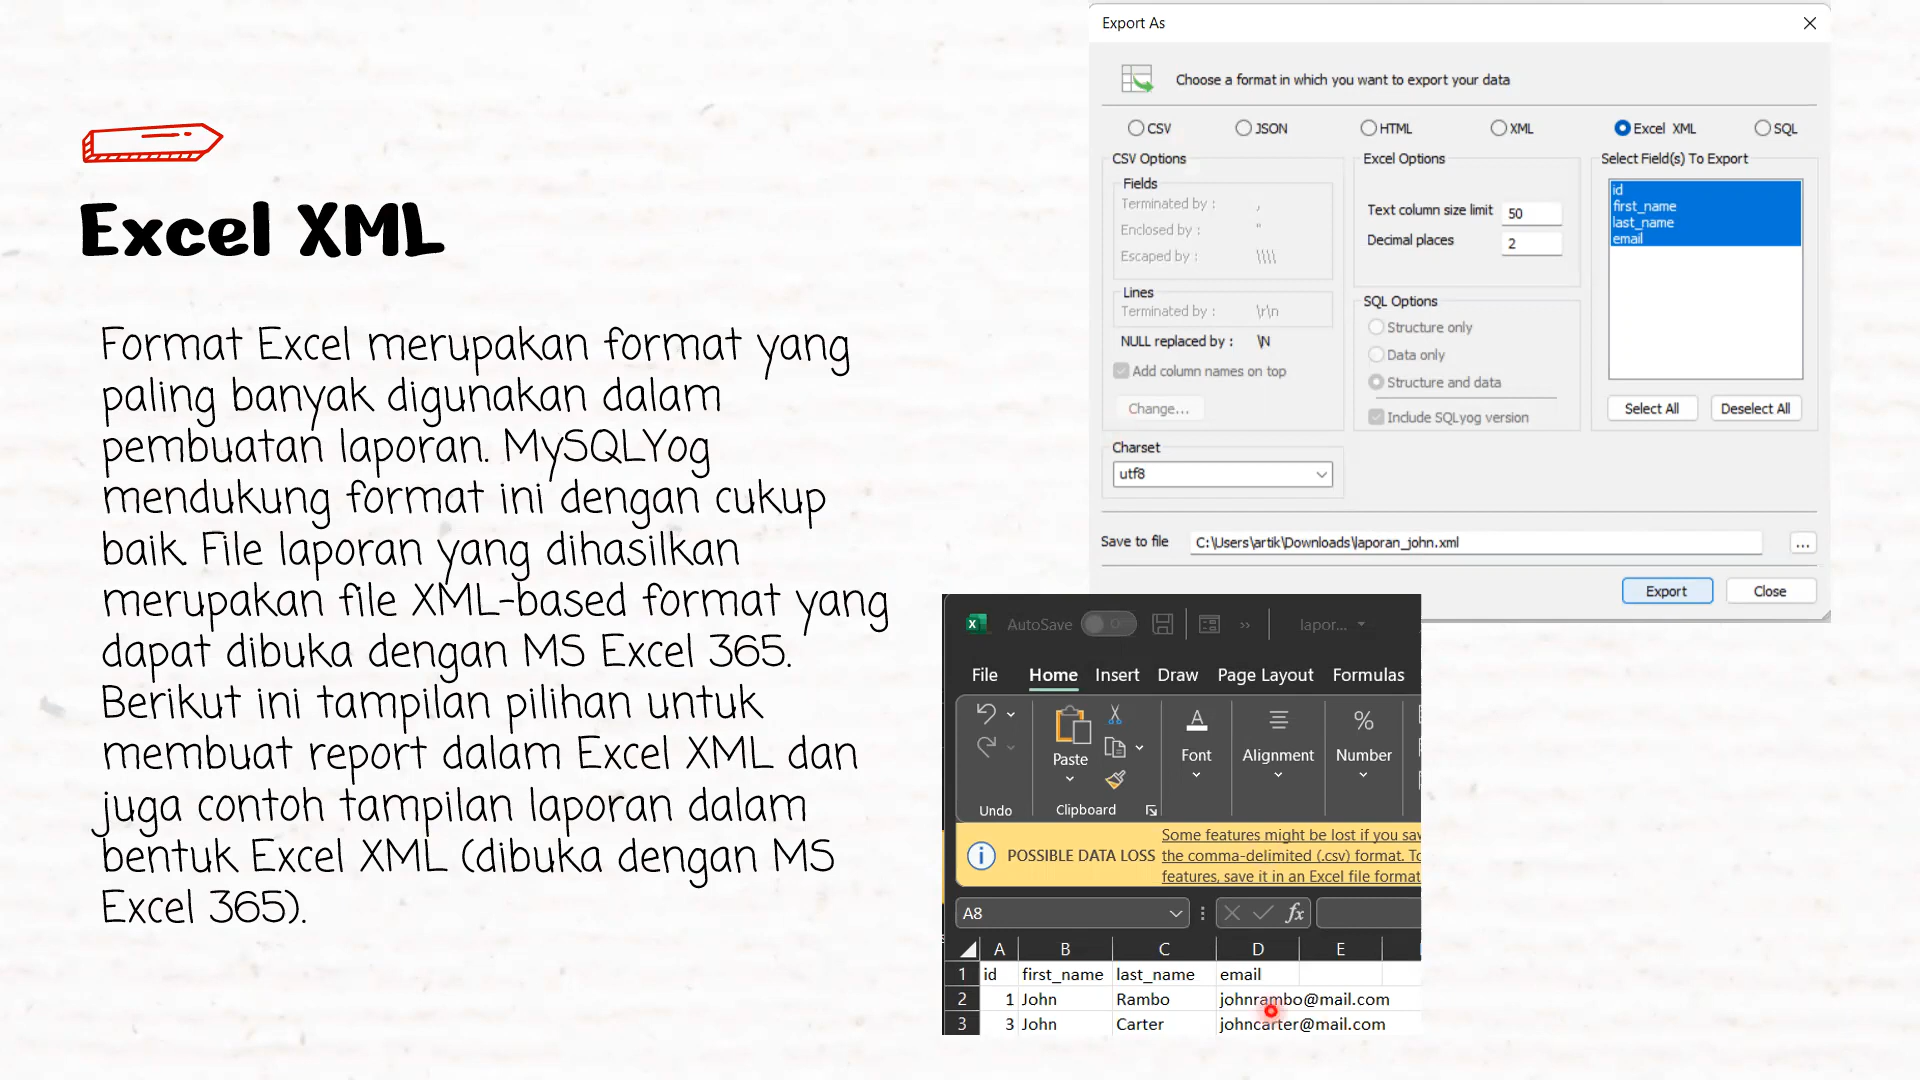 Excel XML
Format Excel merupakan format yang
paling banyak digunakan dalam
pembuatan laporan. MySQLYog
mendukung format ini dengan cukup
baik. File laporan yang dihasilkan
merupakan file XML-based format yang
dapat dibuka dengan MS Excel 365.
Berikut ini tampilan pilihan untuk
membuat report dalam Excel XML dan
juga contoh tampilan laporan dalam
bentuk Excel XML (dibuka dengan MS
Excel 365).
Export As
Choose a format in which you want to export your data
CSV JSON HTML XML Excel XML SQL
CSV Options
Fields
Terminated by : ,
Enclosed by : "
Escaped by : \\\\
Lines
Terminated by : \r\n
NULL replaced by : \N
Add column names on top
Change...
Charset
utf8
Excel Options
Text column size limit 50
Decimal places 2
SQL Options
Structure only
Data only
Structure and data
Include SQLyog version
Select Field(s) To Export
id
first_name
last_name
email
Select All Deselect All
Save to file C:\Users\artik\Downloads\laporan_john.xml ...
Export Close
AutoSave lapor...
File Home Insert Draw Page Layout Formulas
Paste Font Alignment Number
Undo Clipboard
POSSIBLE DATA LOSS
Some features might be lost if you sav
the comma-delimited (.csv) format. To
features, save it in an Excel file format
A8 fx
A B C D E
1 id first_name last_name email
2 1 John Rambo johnrambo@mail.com
3 3 John Carter johncarter@mail.com